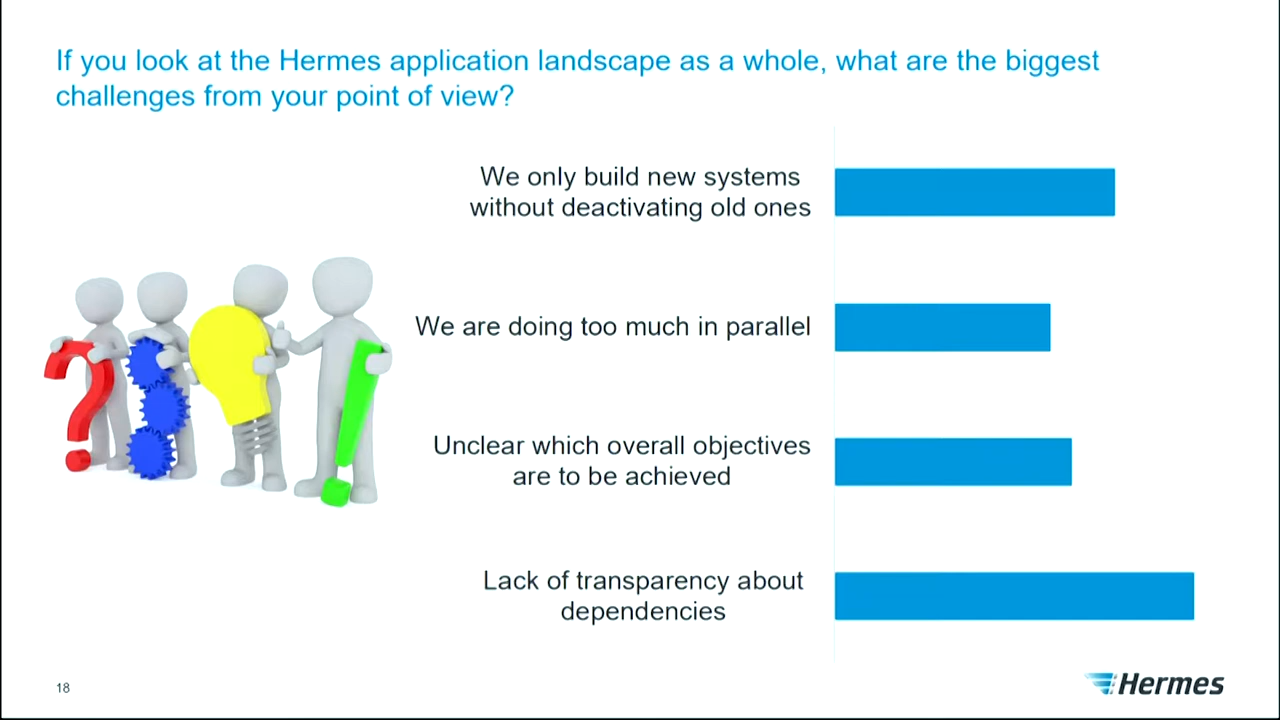 If you look at the Hermes application landscape as a whole, what are the biggest
challenges from your point of view?
We only build new systems
without deactivating old ones
We are doing too much in parallel
Unclear which overall objectives
are to be achieved
Lack of transparency about
dependencies
18
Hermes